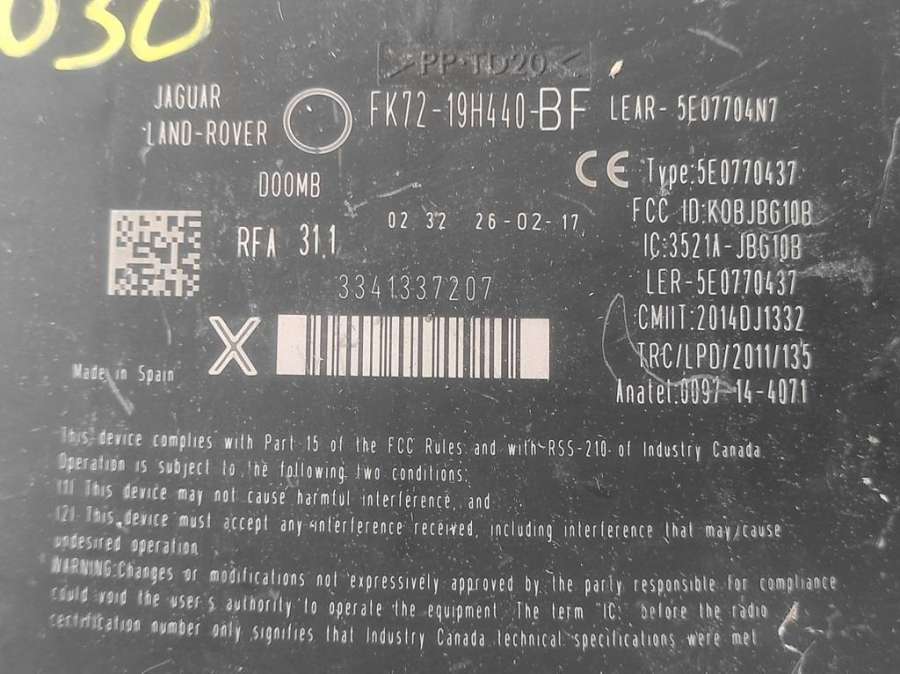 030
>PP-TD20<
JAGUAR
LAND-ROVER
FK72-19H440-BF
LEAR- 5E07704N7
D00MB
CE Type:5E0770437
RFA 31.1
02 32 26-02-17
FCC ID:KOBJBG10B
IC:3521A-JBG10B
3341337207
LER-5E0770437
CMIIT:2014DJ1332
X
TRC/LPD/2011/135
Made in Spain
Anatel:0097-14-4071
This device complies with Part 15 of the FCC Rules and with RSS-210 of Industry Canada
Operation is subject to the following two conditions:
(1) This device may not cause harmful interference, and
(2) This device must accept any interference received, including interference that may cause
undesired operation
WARNING:Changes or modifications not expressively approved by the party responsible for compliance
could void the user's authority to operate the equipment. The term "IC:" before the radio
certification number only signifies that Industry Canada technical specifications were met